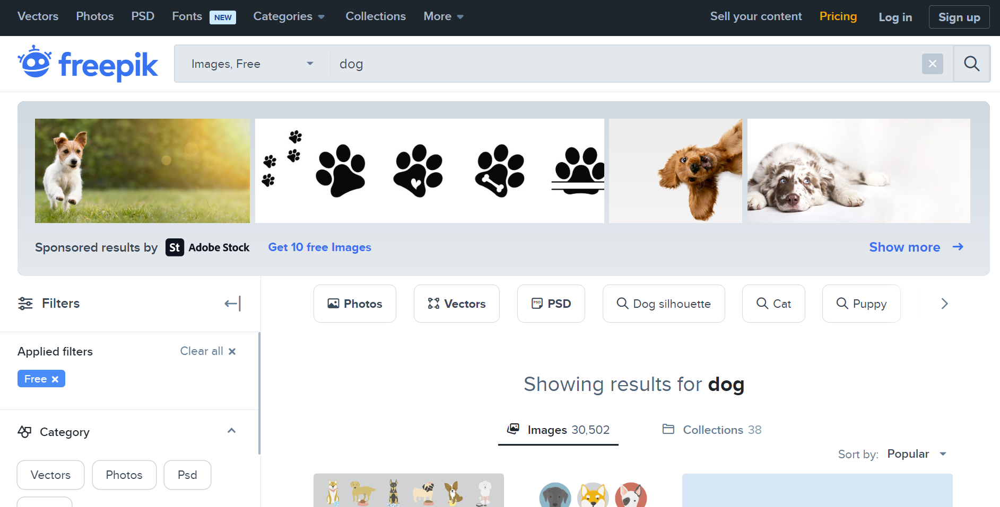 Vectors Photos PSD Fonts NEW Categories Collections More Sell your content Pricing Log in Sign up
freepik Images, Free dog
Sponsored results by St Adobe Stock Get 10 free Images Show more
Filters
Photos Vectors PSD Dog silhouette Cat Puppy
Applied filters Clear all
Free
Showing results for dog
Category
Images 30,502 Collections 38
Sort by: Popular
Vectors Photos Psd